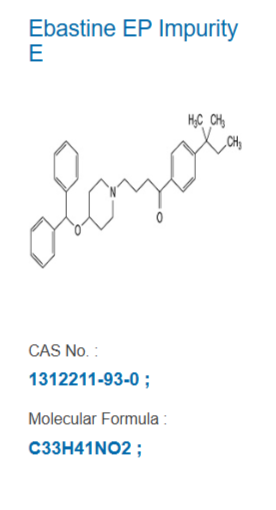 Ebastine EP Impurity
E
H₃C CH₃
CH₃
N
O
O
CAS No. :
1312211-93-0 ;
Molecular Formula :
C33H41NO2 ;